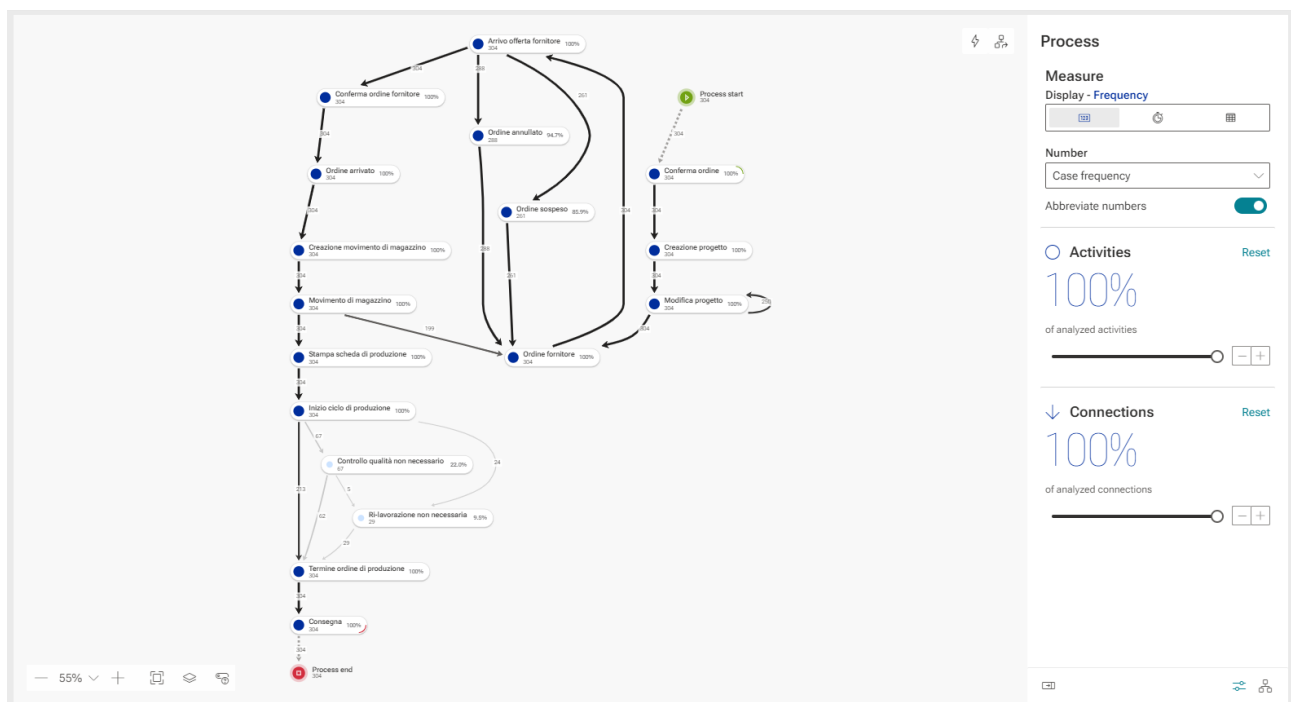 Arrivo offerta fornitore 100%
304
304
288
261
Conferma ordine fornitore 100%
304
Process start
304
304
Ordine annullato 94.7%
288
304
Ordine arrivato 100%
304
Conferma ordine 100%
304
304
Ordine sospeso 85.9%
261
304
304
Creazione movimento di magazzino 100%
304
289
Creazione progetto 100%
304
304
261
304
Movimento di magazzino 100%
304
Modifica progetto 100%
304
304
199
304
Stampa scheda di produzione 100%
304
Ordine fornitore 100%
304
304
Inizio ciclo di produzione 100%
304
67
Controllo qualità non necessario 22.0%
67
24
213
5
62
Ri-lavorazione non necessaria 9.5%
29
29
Termine ordine di produzione 100%
304
304
Consegna 100%
304
304
Process end
304
55%
Process
Measure
Display - Frequency
123
Number
Case frequency
Abbreviate numbers
Activities Reset
100%
of analyzed activities
Connections Reset
100%
of analyzed connections